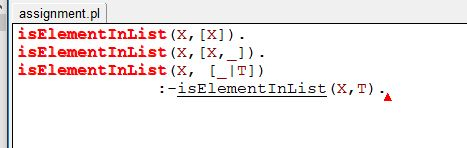 assignment.pl
isElementInList(X,[X]).
isElementInList(X,[X,_]).
isElementInList(X, [_|T])
:-isElementInList(X,T).